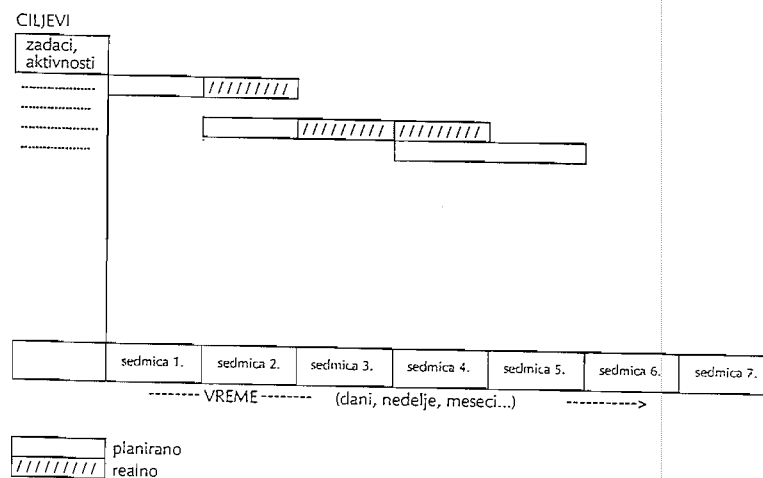 CILJEVI
zadaci,
aktivnosti
sedmica 1. sedmica 2. sedmica 3. sedmica 4. sedmica 5. sedmica 6. sedmica 7.
VREME (dani, nedelje, meseci...)
planirano
realno